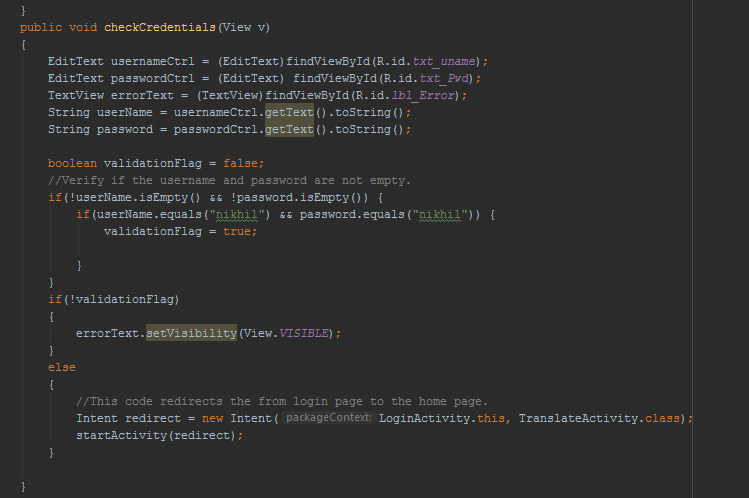 }
public void checkCredentials(View v)
{
EditText usernameCtrl = (EditText)findViewById(R.id.txt_uname);
EditText passwordCtrl = (EditText) findViewById(R.id.txt_Pwd);
TextView errorText = (TextView)findViewById(R.id.lbl_Error);
String userName = usernameCtrl.getText().toString();
String password = passwordCtrl.getText().toString();
boolean validationFlag = false;
//Verify if the username and password are not empty.
if(!userName.isEmpty() && !password.isEmpty()) {
if(userName.equals("nikhil") && password.equals("nikhil")) {
validationFlag = true;
}
}
if(!validationFlag)
{
errorText.setVisibility(View.VISIBLE);
}
else
{
//This code redirects the from login page to the home page.
Intent redirect = new Intent( packageContext: LoginActivity.this, TranslateActivity.class);
startActivity(redirect);
}
}